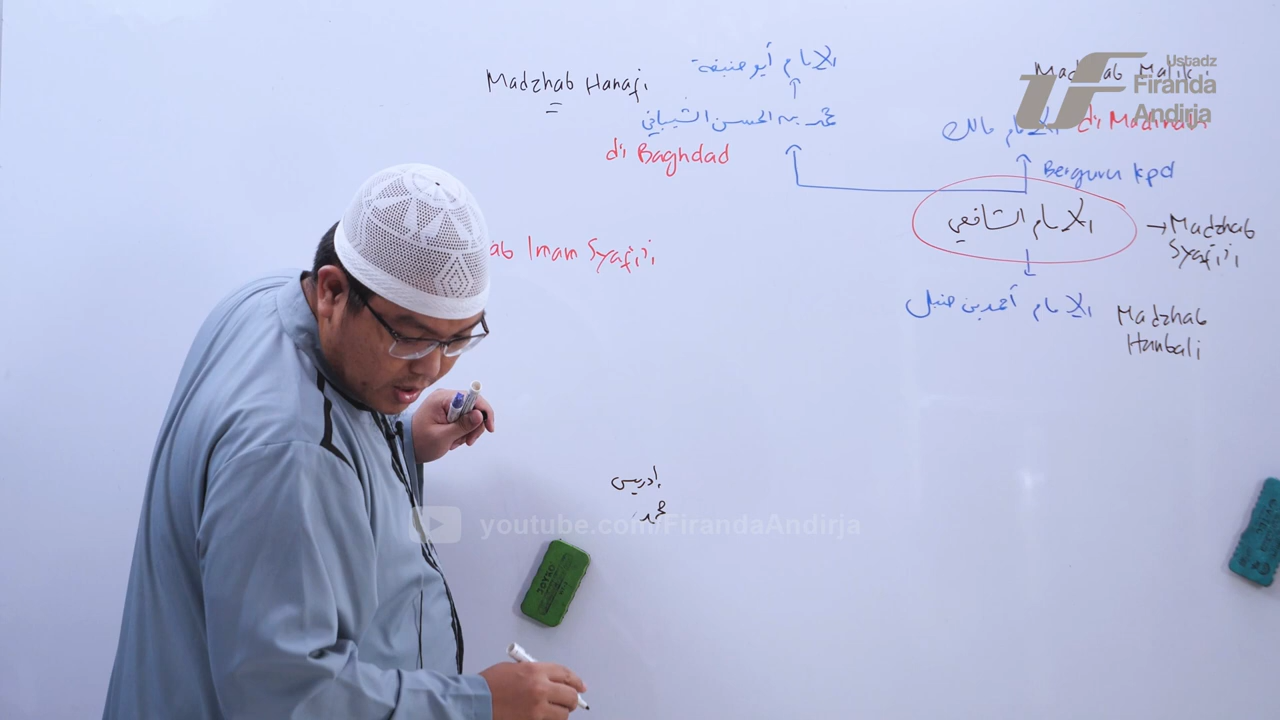 Madzhab Hanafi
الإمام أبو حنيفة
محمد بن الحسن الشيباني
di Baghdad
Madzhab Maliki
الإمام مالك di Madinah
Berguru kpd
الإمام الشافعي
→ Madzhab
Syafi'i
الإمام أحمد بن حنبل
Madzhab
Hanbali
ab Imam Syafi'i
إدريس
محمد
Ustadz
Firanda
Andirja
youtube.com/FirandaAndirja